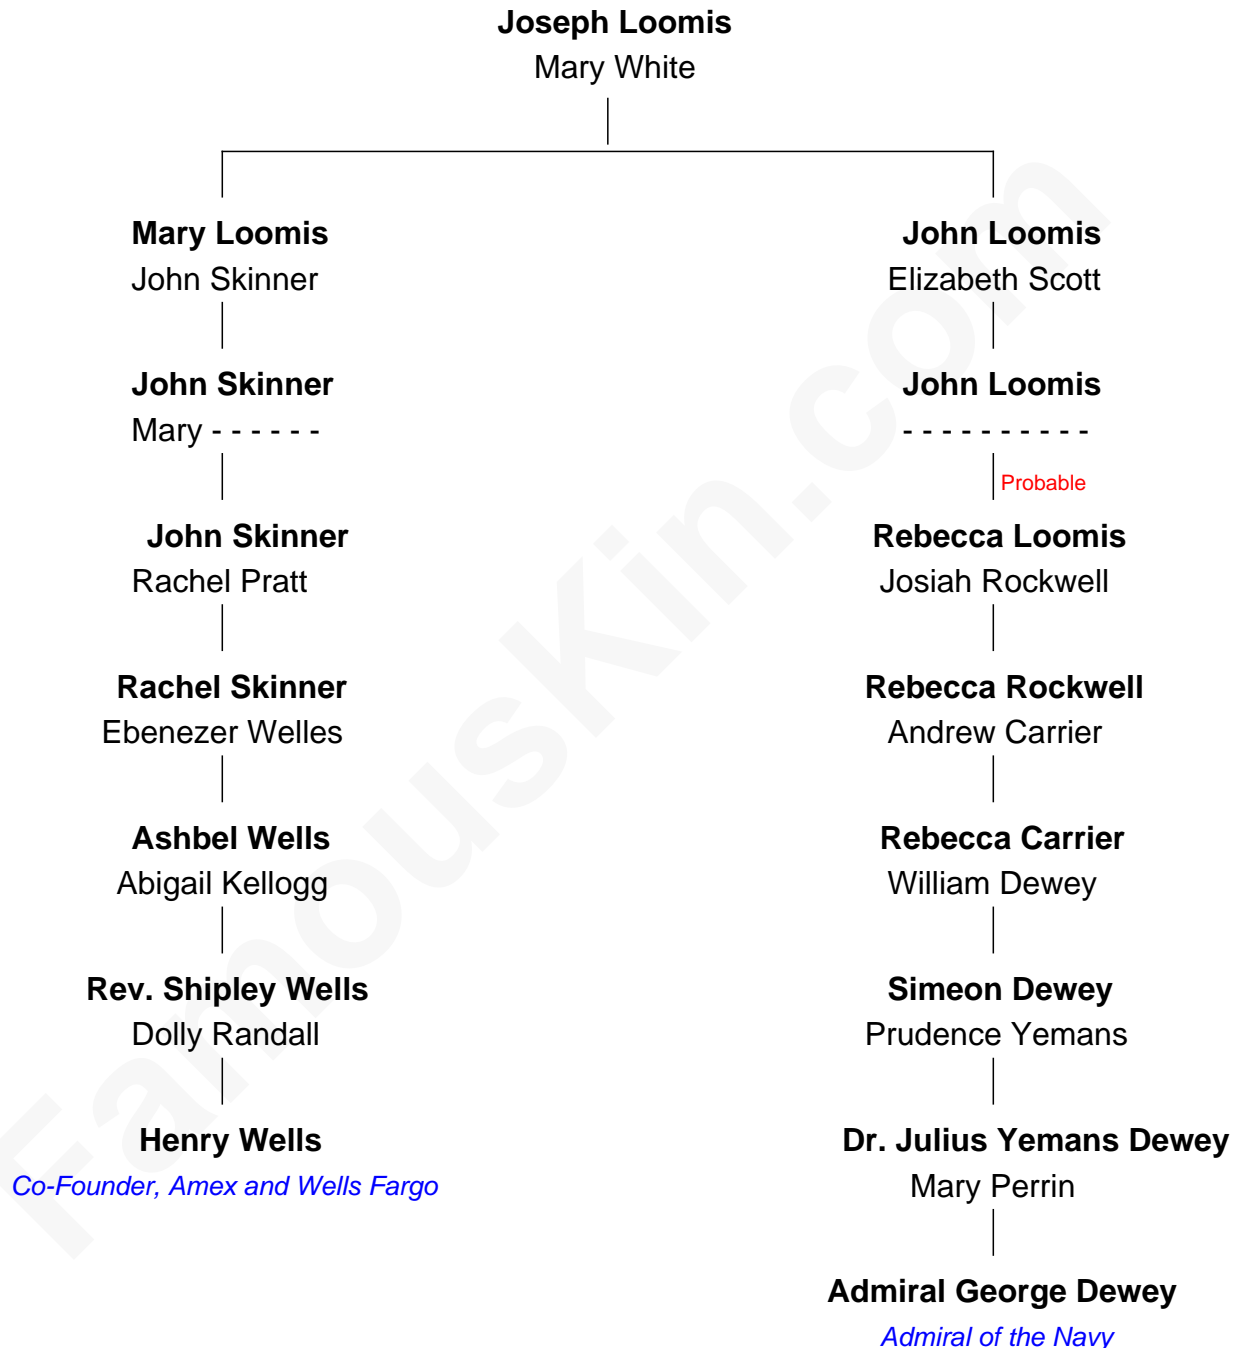 Joseph Loomis
Mary White
Mary Loomis
John Skinner
John Loomis
Elizabeth Scott
John Skinner
Mary - - - - - -
John Loomis
- - - - - - - - - -
Probable
John Skinner
Rachel Pratt
Rebecca Loomis
Josiah Rockwell
Rachel Skinner
Ebenezer Welles
Rebecca Rockwell
Andrew Carrier
Ashbel Wells
Abigail Kellogg
Rebecca Carrier
William Dewey
Rev. Shipley Wells
Dolly Randall
Simeon Dewey
Prudence Yemans
Henry Wells
Co-Founder, Amex and Wells Fargo
Dr. Julius Yemans Dewey
Mary Perrin
Admiral George Dewey
Admiral of the Navy
FamousKin.com